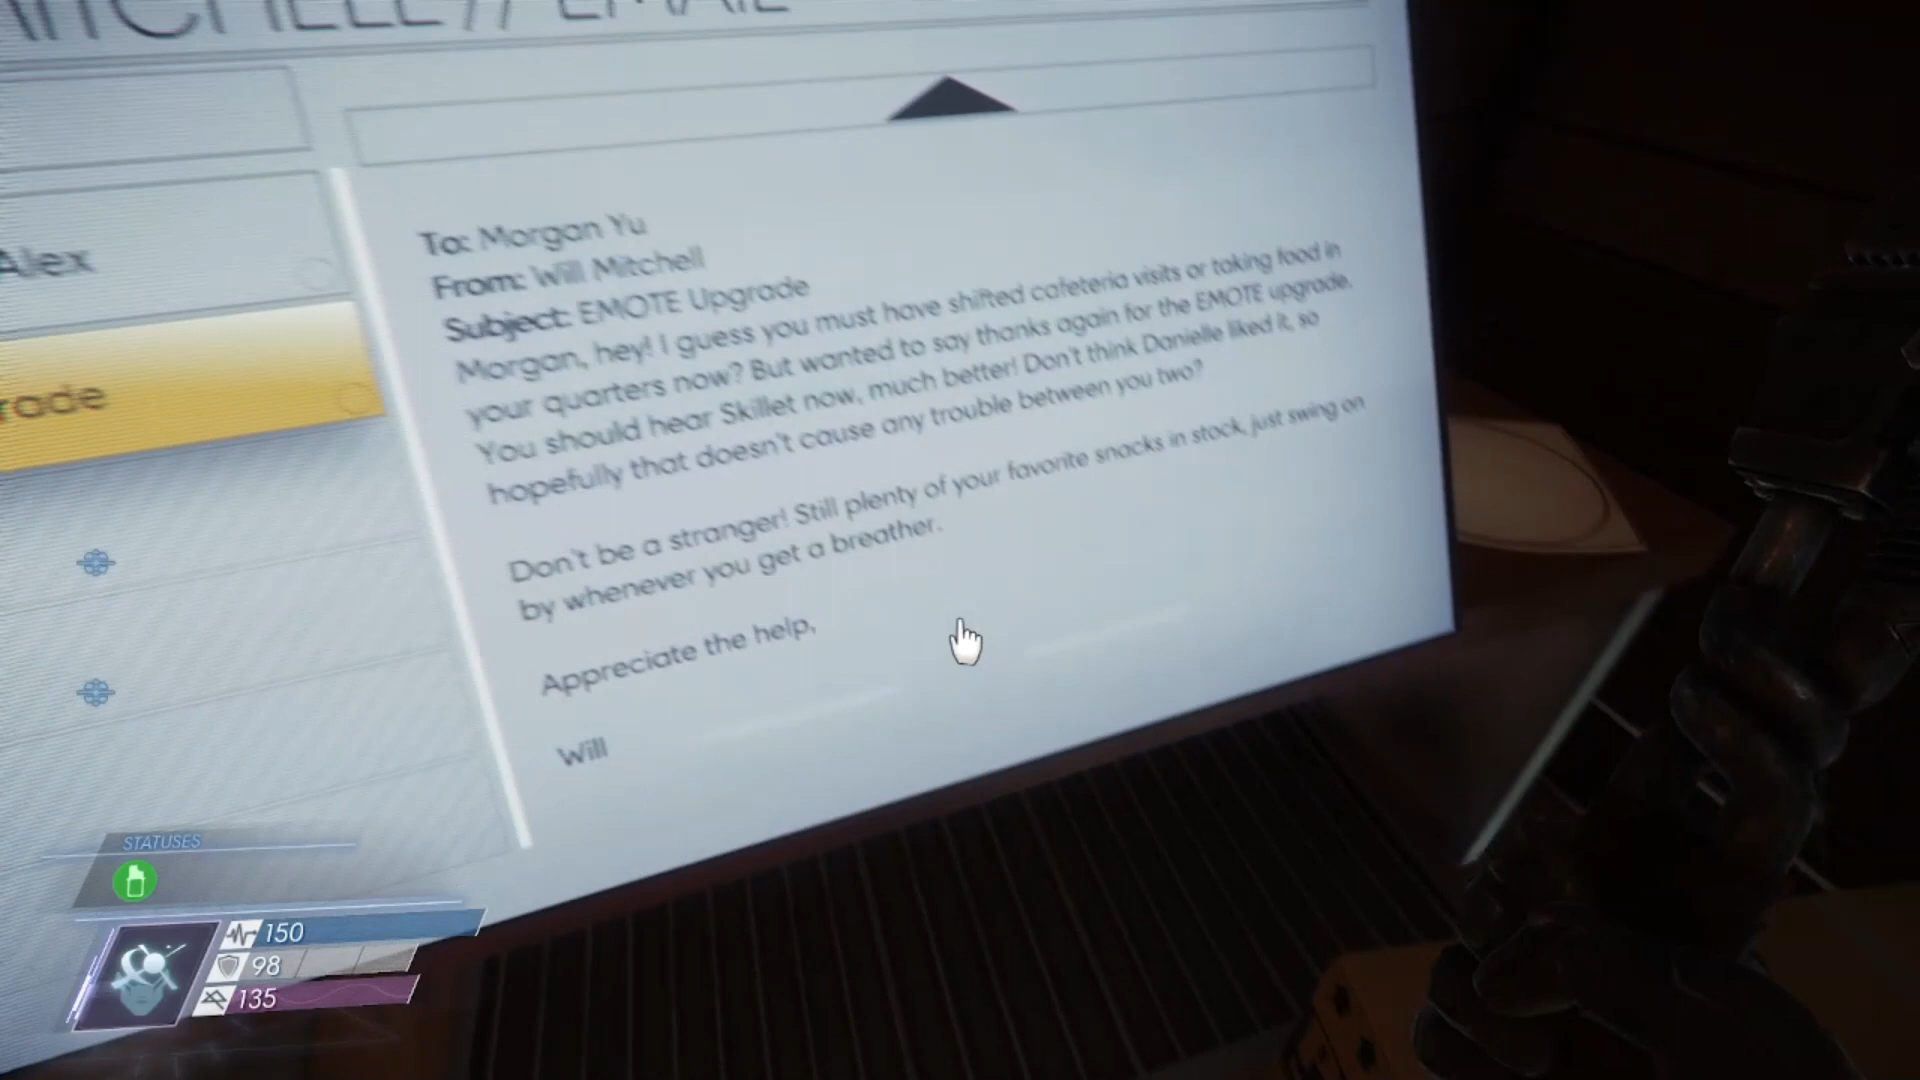 MITCHELL // EMAIL
Alex
rade
To: Morgan Yu
From: Will Mitchell
Subject: EMOTE Upgrade
Morgan, hey! I guess you must have shifted cafeteria visits or taking food in
your quarters now? But wanted to say thanks again for the EMOTE upgrade.
You should hear Skillet now, much better! Don't think Danielle liked it, so
hopefully that doesn't cause any trouble between you two?
Don't be a stranger! Still plenty of your favorite snacks in stock, just swing on
by whenever you get a breather.
Appreciate the help,
Will
STATUSES
150
98
135